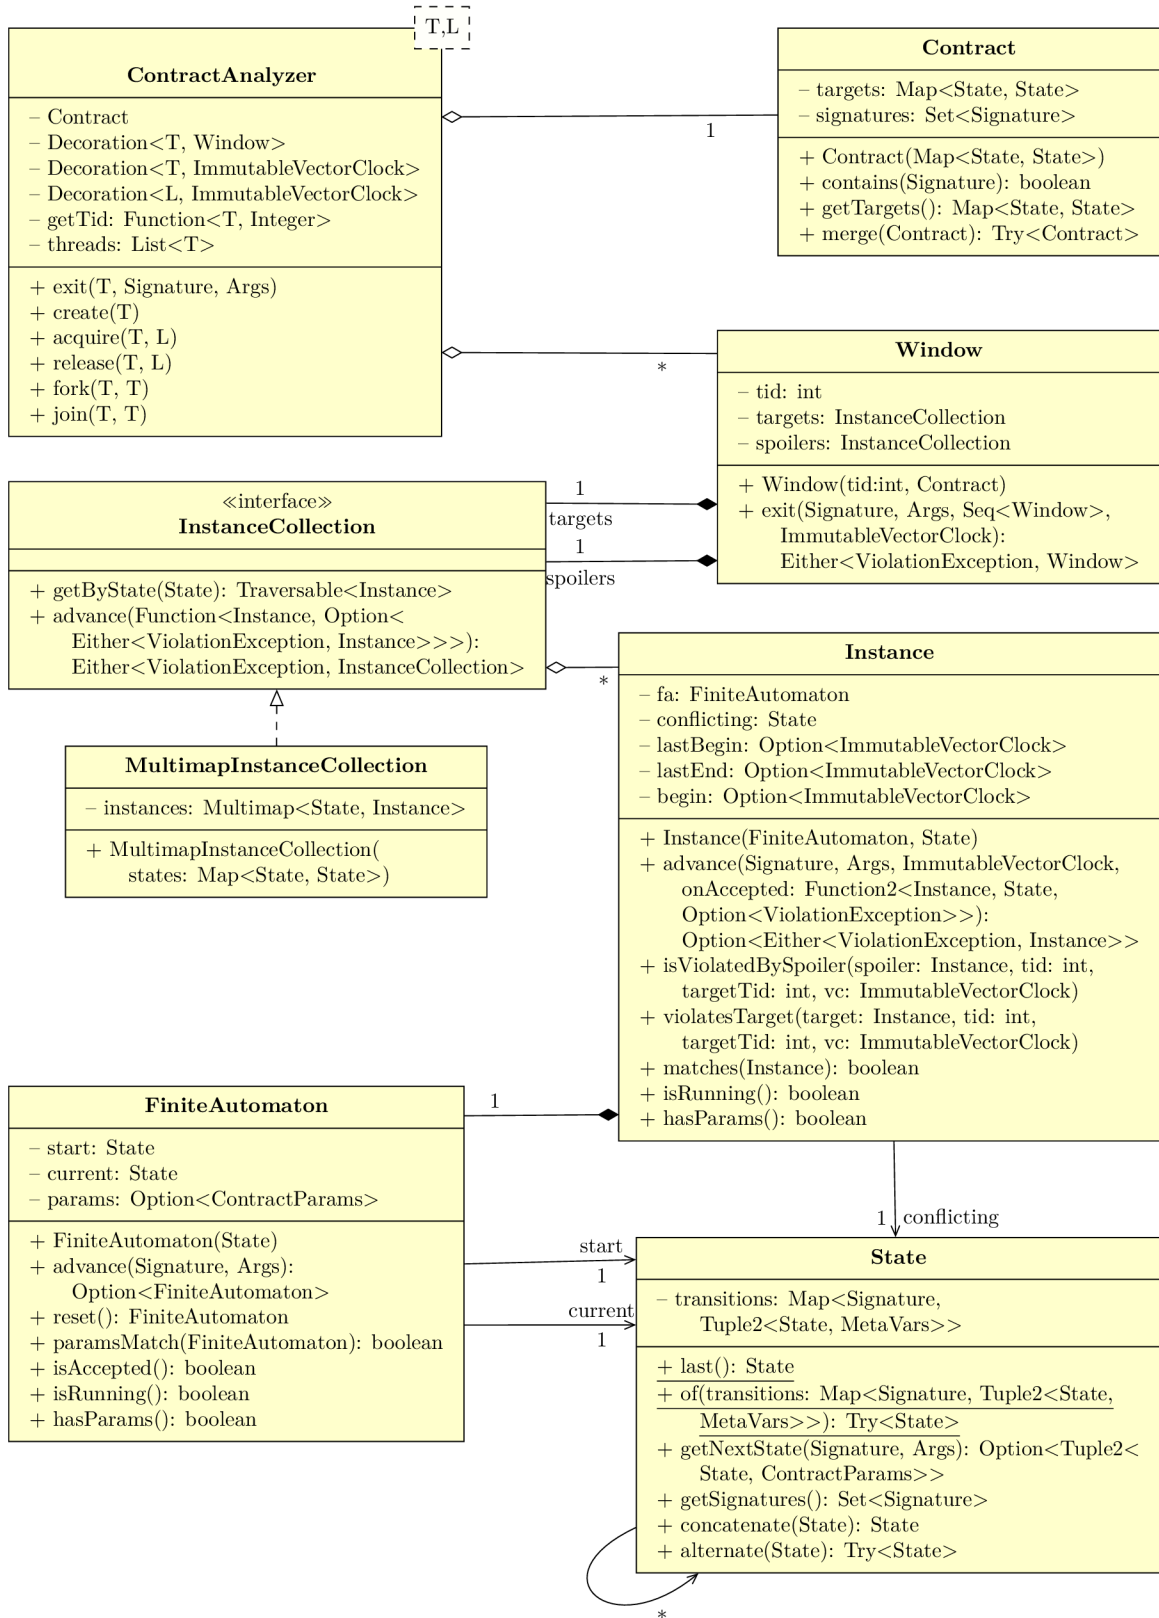 T,L
ContractAnalyzer
– Contract
– Decoration<T, Window>
– Decoration<T, ImmutableVectorClock>
– Decoration<L, ImmutableVectorClock>
– getTid: Function<T, Integer>
– threads: List<T>
+ exit(T, Signature, Args)
+ create(T)
+ acquire(T, L)
+ release(T, L)
+ fork(T, T)
+ join(T, T)
1
Contract
– targets: Map<State, State>
– signatures: Set<Signature>
+ Contract(Map<State, State>)
+ contains(Signature): boolean
+ getTargets(): Map<State, State>
+ merge(Contract): Try<Contract>
*
Window
– tid: int
– targets: InstanceCollection
– spoilers: InstanceCollection
+ Window(tid:int, Contract)
+ exit(Signature, Args, Seq<Window>,
ImmutableVectorClock):
Either<ViolationException, Window>
≪interface≫
InstanceCollection
+ getByState(State): Traversable<Instance>
+ advance(Function<Instance, Option<
Either<ViolationException, Instance>>>):
Either<ViolationException, InstanceCollection>
1
targets
1
spoilers
*
MultimapInstanceCollection
– instances: Multimap<State, Instance>
+ MultimapInstanceCollection(
states: Map<State, State>)
Instance
– fa: FiniteAutomaton
– conflicting: State
– lastBegin: Option<ImmutableVectorClock>
– lastEnd: Option<ImmutableVectorClock>
– begin: Option<ImmutableVectorClock>
+ Instance(FiniteAutomaton, State)
+ advance(Signature, Args, ImmutableVectorClock,
onAccepted: Function2<Instance, State,
Option<ViolationException>>):
Option<Either<ViolationException, Instance>>
+ isViolatedBySpoiler(spoiler: Instance, tid: int,
targetTid: int, vc: ImmutableVectorClock)
+ violatesTarget(target: Instance, tid: int,
targetTid: int, vc: ImmutableVectorClock)
+ matches(Instance): boolean
+ isRunning(): boolean
+ hasParams(): boolean
1
FiniteAutomaton
– start: State
– current: State
– params: Option<ContractParams>
+ FiniteAutomaton(State)
+ advance(Signature, Args):
Option<FiniteAutomaton>
+ reset(): FiniteAutomaton
+ paramsMatch(FiniteAutomaton): boolean
+ isAccepted(): boolean
+ isRunning(): boolean
+ hasParams(): boolean
1 conflicting
start
1
current
1
State
– transitions: Map<Signature,
Tuple2<State, MetaVars>>
+ last(): State
+ of(transitions: Map<Signature, Tuple2<State,
MetaVars>>): Try<State>
+ getNextState(Signature, Args): Option<Tuple2<
State, ContractParams>>
+ getSignatures(): Set<Signature>
+ concatenate(State): State
+ alternate(State): Try<State>
*